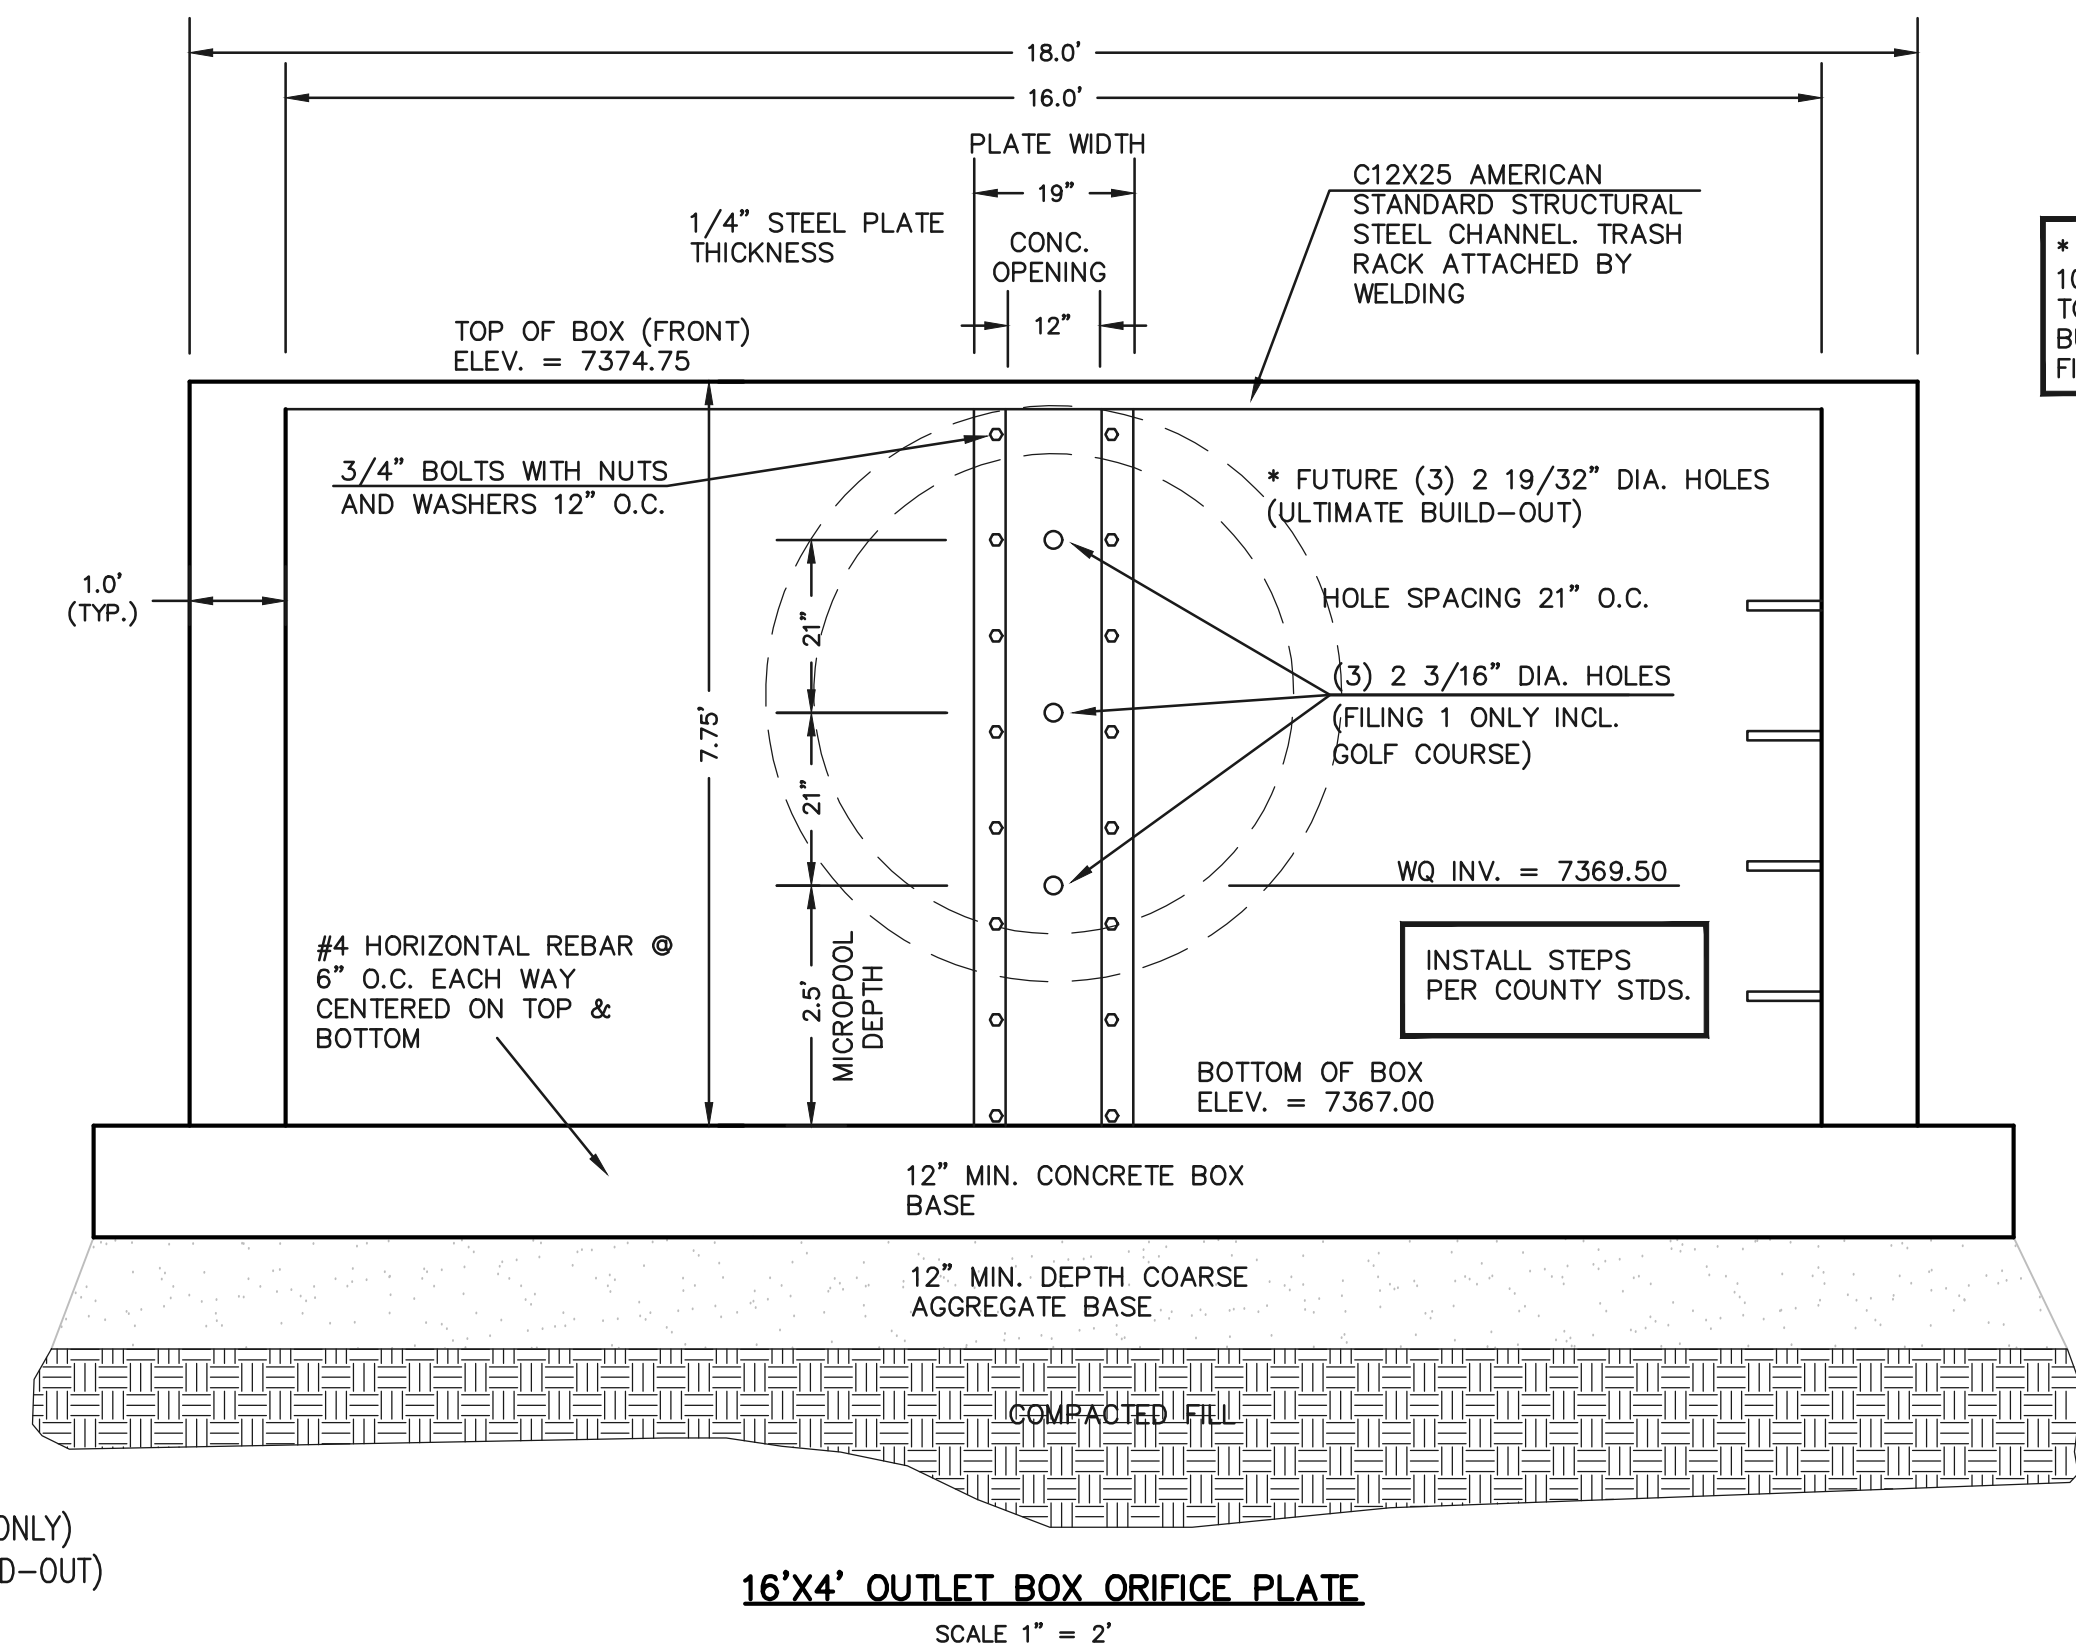 18.0'
16.0'
PLATE WIDTH
19"
CONC.
OPENING
12"
1/4" STEEL PLATE
THICKNESS
C12X25 AMERICAN
STANDARD STRUCTURAL
STEEL CHANNEL. TRASH
RACK ATTACHED BY
WELDING
TOP OF BOX (FRONT)
ELEV. = 7374.75
3/4" BOLTS WITH NUTS
AND WASHERS 12" O.C.
* FUTURE (3) 2 19/32" DIA. HOLES
(ULTIMATE BUILD-OUT)
1.0'
(TYP.)
HOLE SPACING 21" O.C.
21"
7.75'
(3) 2 3/16" DIA. HOLES
(FILING 1 ONLY INCL.
GOLF COURSE)
21"
WQ INV. = 7369.50
#4 HORIZONTAL REBAR @
6" O.C. EACH WAY
CENTERED ON TOP &
BOTTOM
2.5'
MICROPOOL
DEPTH
INSTALL STEPS
PER COUNTY STDS.
BOTTOM OF BOX
ELEV. = 7367.00
12" MIN. CONCRETE BOX
BASE
12" MIN. DEPTH COARSE
AGGREGATE BASE
COMPACTED FILL
ONLY)
D-OUT)
16'X4' OUTLET BOX ORIFICE PLATE
SCALE 1" = 2'
*